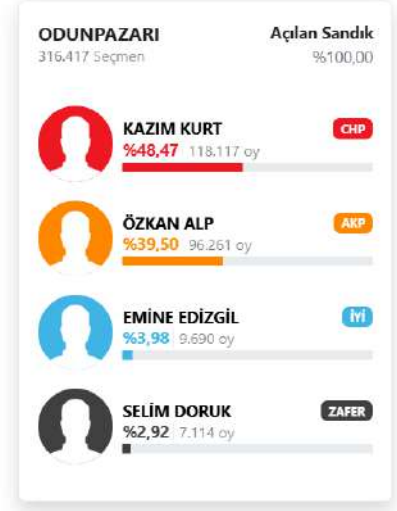 ODUNPAZARI Açılan Sandık
316.417 Seçmen %100,00
KAZIM KURT CHP
%48,47 118.117 oy
ÖZKAN ALP AKP
%39,50 96.261 oy
EMİNE EDİZGİL İYİ
%3,98 9.690 oy
SELİM DORUK ZAFER
%2,92 7.114 oy